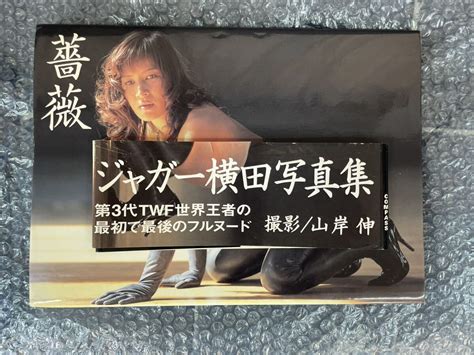 薔薇
ジャガー横田写真集
第3代TWF世界王者の
最初で最後のフルヌード
撮影/山岸 伸
COMPASS